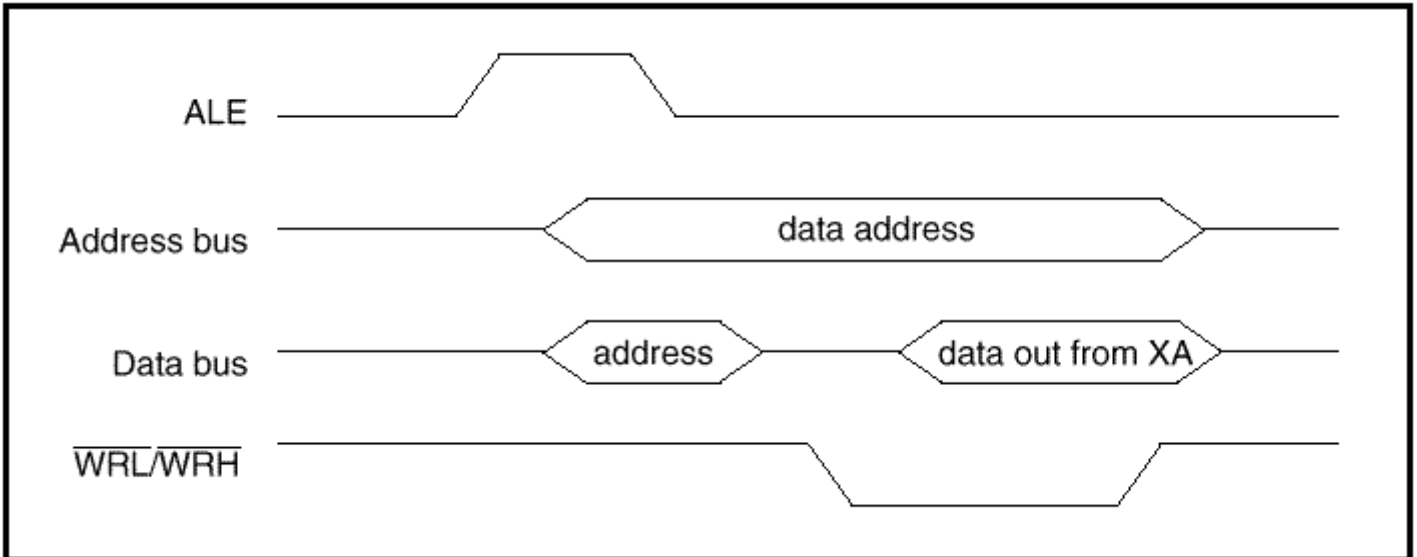 ALE
Address bus
data address
Data bus
address
data out from XA
WRL/WRH